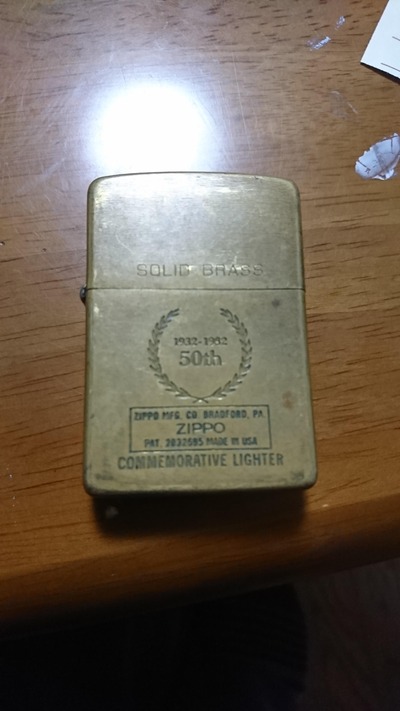 SOLID BRASS
1932-1982
50th
ZIPPO MFG. CO. BRADFORD, PA.
ZIPPO
PAT. 2032695 MADE IN USA
COMMEMORATIVE LIGHTER